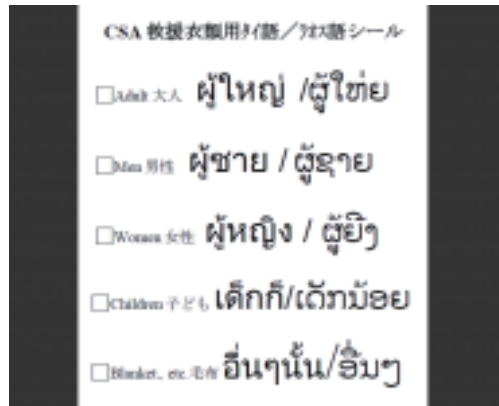 CSA 救援衣類用ﾀｲ語／ﾗｵｽ語シール
□Adult 大人 ผู้ใหญ่ /ຜູ້ໃຫ່ຍ
□Men 男性 ผู้ชาย / ຜູ້ຊາຍ
□Women 女性 ผู้หญิง / ຜູ້ຍີງ
□Children 子ども เด็กก็/ເດັກນ້ອຍ
□Blanket、etc 毛布 อื่นๆนั้น/ອື່ນໆ